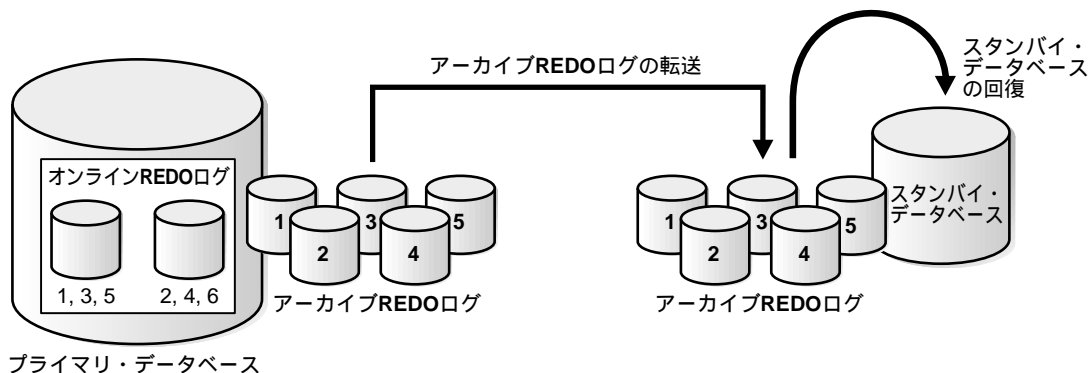 アーカイブREDOログの転送
スタンバイ・
データベース
の回復
オンラインREDOログ
1, 3, 5
2, 4, 6
1
3
5
2
4
アーカイブREDOログ
プライマリ・データベース
1
3
5
2
4
アーカイブREDOログ
スタンバイ・
データベース